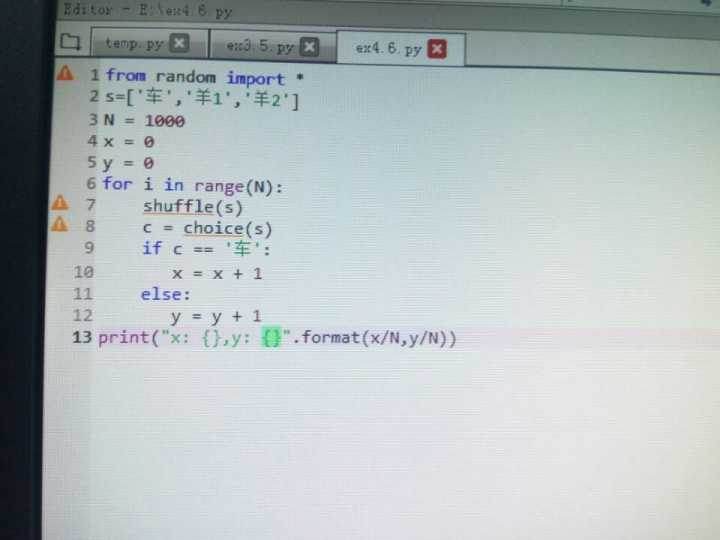 Editor - E:\ex4.6.py
temp.py ex3.5.py ex4.6.py
1 from random import *
2 s=['车','羊1','羊2']
3 N = 1000
4 x = 0
5 y = 0
6 for i in range(N):
7 shuffle(s)
8 c = choice(s)
9 if c == '车':
10 x = x + 1
11 else:
12 y = y + 1
13 print("x: {},y: {}".format(x/N,y/N))